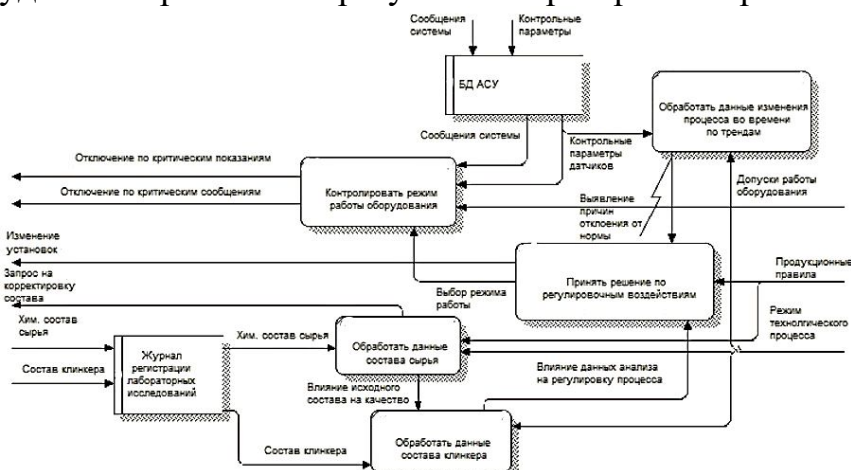 Сообщения
системы
Контрольные
параметры
БД АСУ
Обработать данные изменения
процесса во времени
по трендам
Сообщения системы
Контрольные
параметры
датчиков
Отключение по критическим показаниям
Контролировать режим
работы оборудования
Допуски работы
оборудования
Отключение по критическим сообщениям
Выявление
причин
отклоения от
нормы
Изменение
установок
Продукционные
правила
Запрос на
корректировку
состава
Принять решение по
регулировочным воздействиям
Выбор режима
работы
Режим
технолгического
процесса
Хим. состав
сырья
Хим. состав сырья
Обработать данные
состава сырья
Журнал
регистрации
лабораторных
исследований
Состав клинкера
Влияние данных анализа
на регулировку процесса
Влияние исходного
состава на качество
Состав клинкера
Обработать данные
состава клинкера